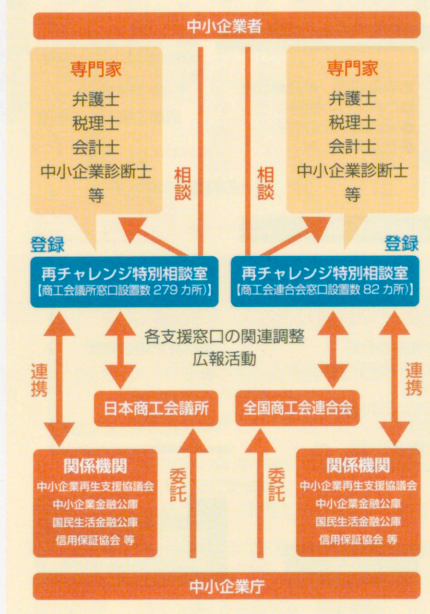 中小企業者
専門家
弁護士
税理士
会計士
中小企業診断士
等
専門家
弁護士
税理士
会計士
中小企業診断士
等
相談
相談
登録
登録
再チャレンジ特別相談室
【商工会議所窓口設置数 279 カ所)】
再チャレンジ特別相談室
【商工会連合会窓口設置数 82 カ所)】
各支援窓口の関連調整
広報活動
連携
連携
日本商工会議所
全国商工会連合会
関係機関
中小企業再生支援協議会
中小企業金融公庫
国民生活金融公庫
信用保証協会 等
委託
委託
関係機関
中小企業再生支援協議会
中小企業金融公庫
国民生活金融公庫
信用保証協会 等
中小企業庁